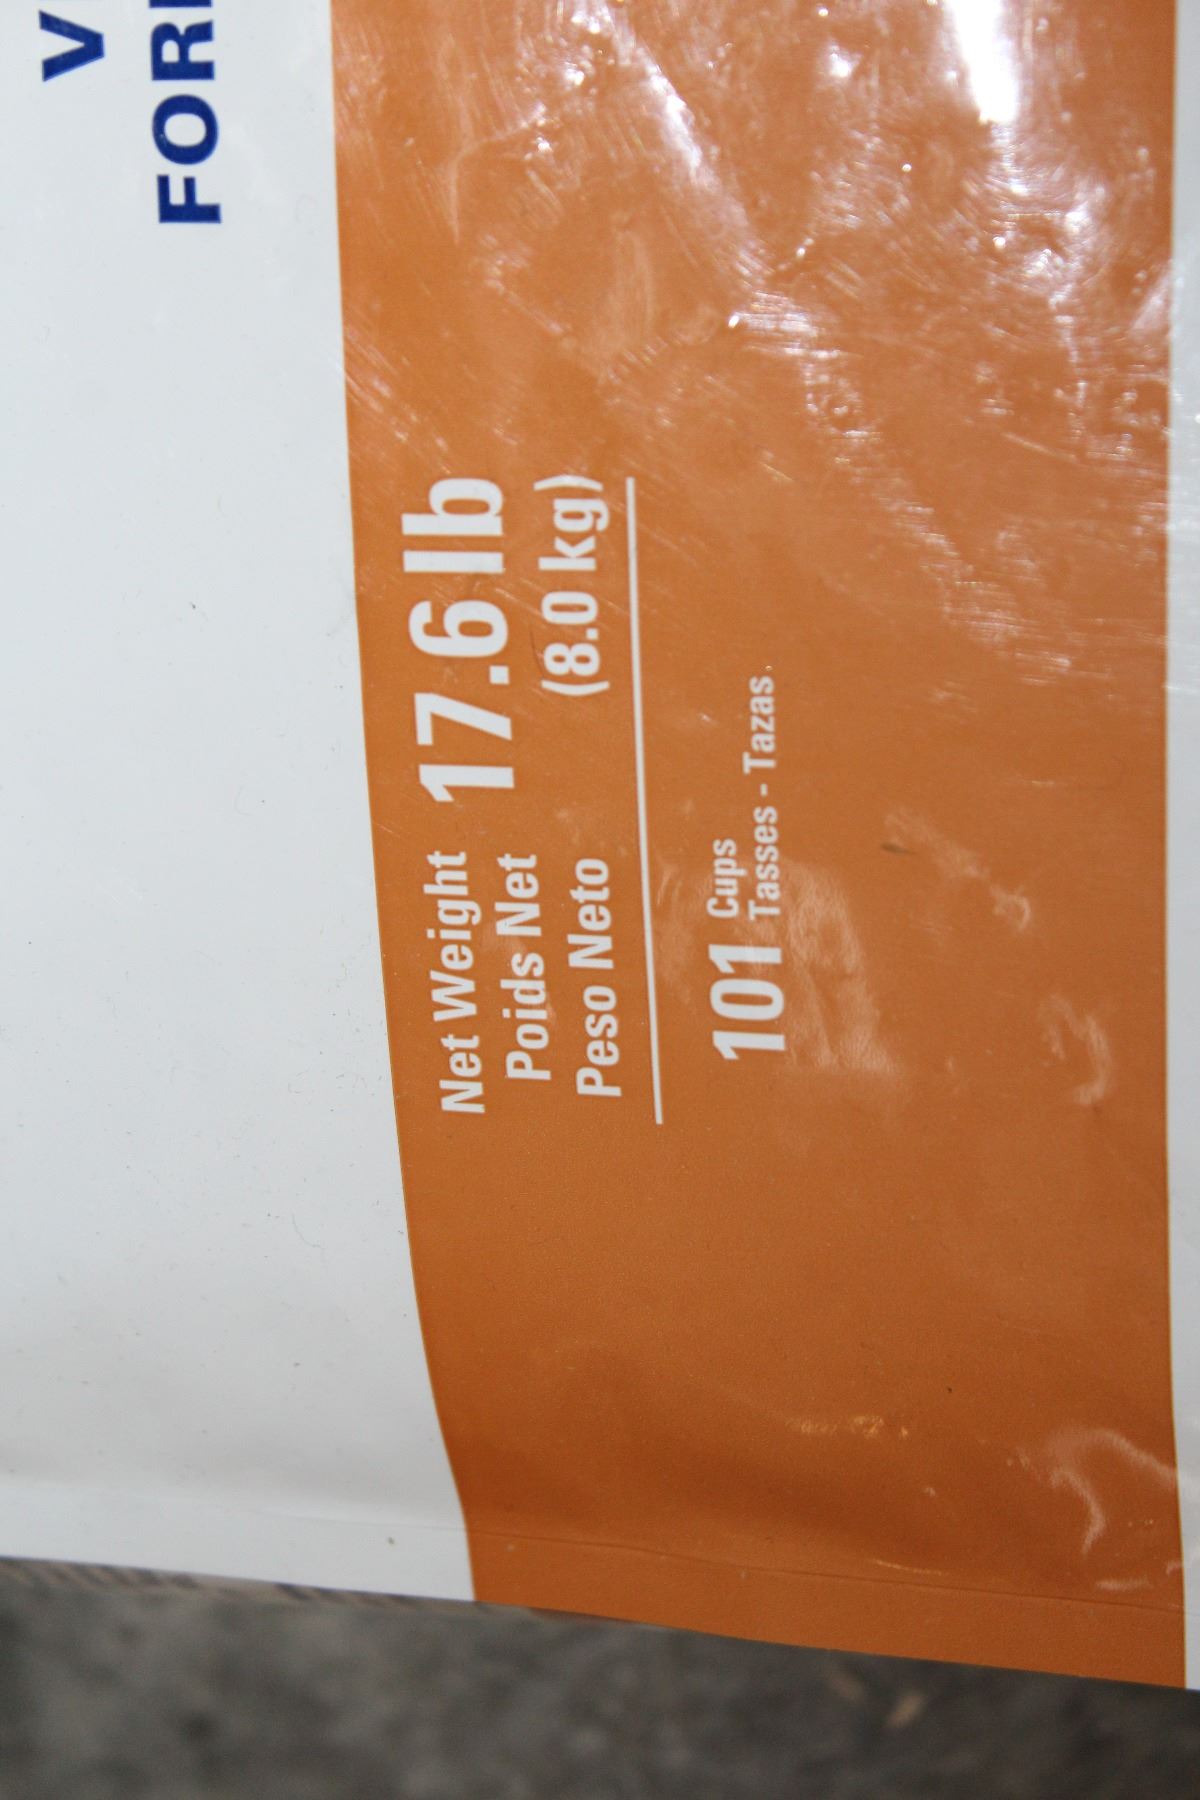 Net Weight 17.6 lb
Poids Net
Peso Neto (8.0 kg)
101 Cups
Tasses - Tazas